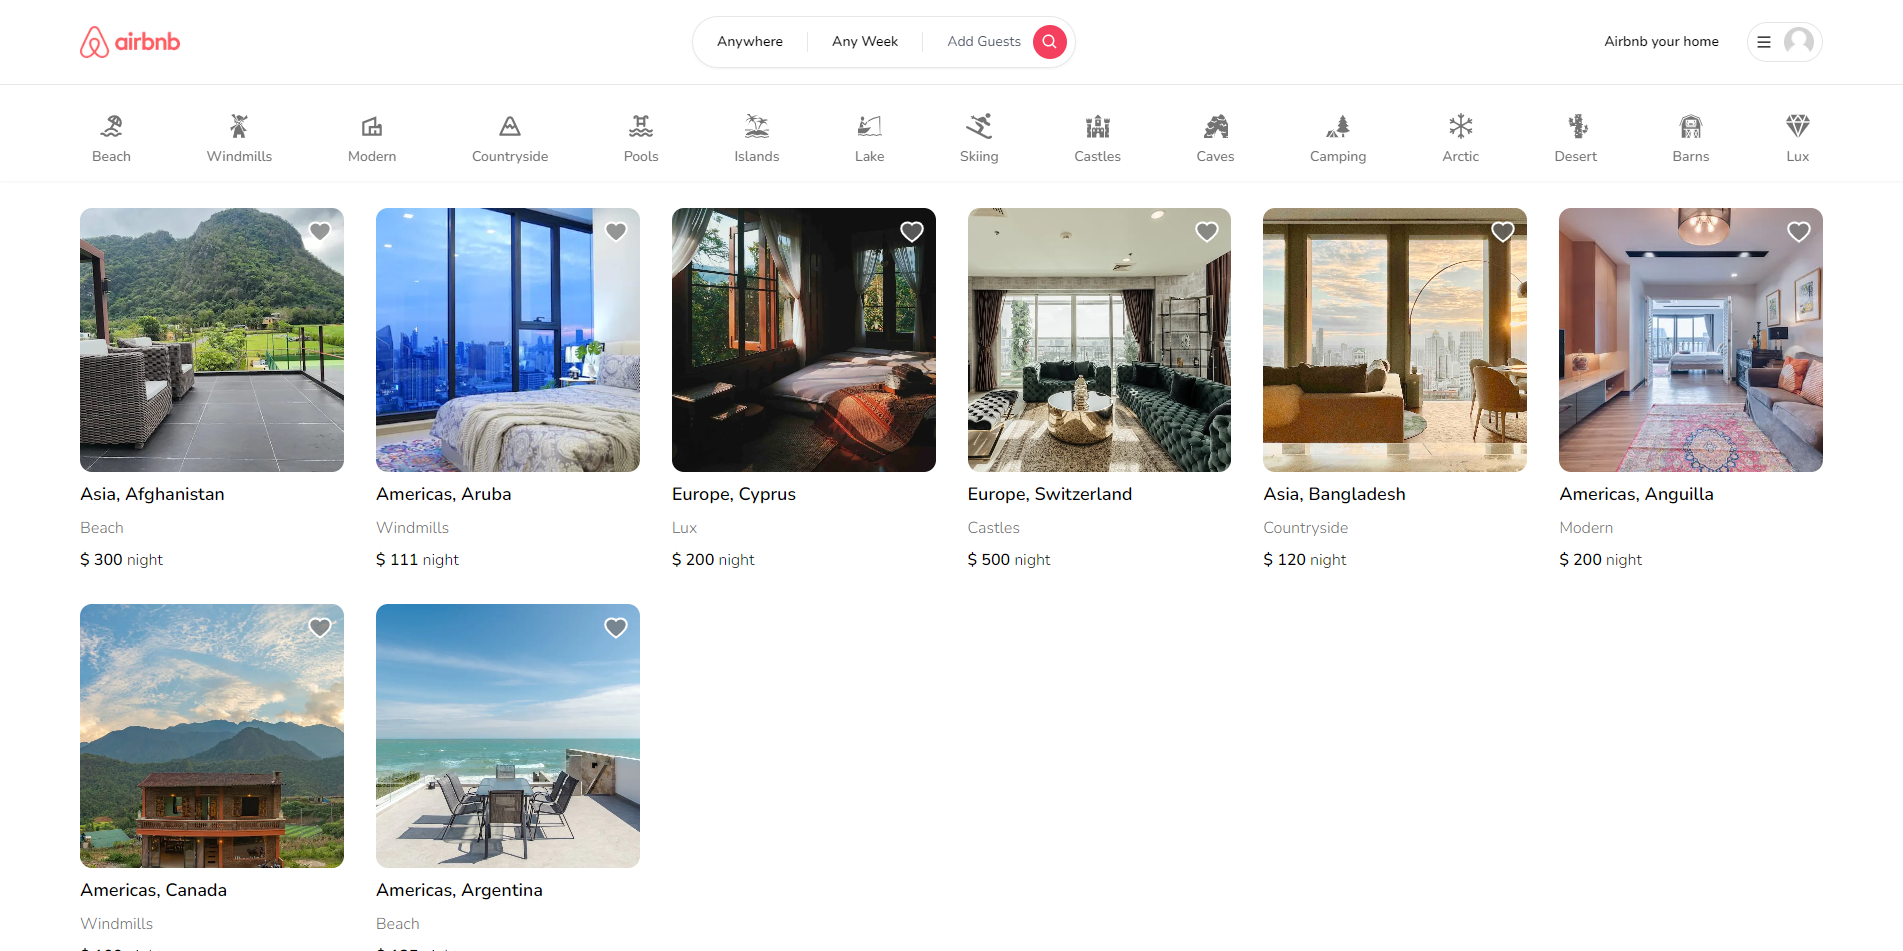 airbnb
Anywhere
Any Week
Add Guests
Airbnb your home
Beach
Windmills
Modern
Countryside
Pools
Islands
Lake
Skiing
Castles
Caves
Camping
Arctic
Desert
Barns
Lux
Asia, Afghanistan
Beach
$ 300 night
Americas, Aruba
Windmills
$ 111 night
Europe, Cyprus
Lux
$ 200 night
Europe, Switzerland
Castles
$ 500 night
Asia, Bangladesh
Countryside
$ 120 night
Americas, Anguilla
Modern
$ 200 night
Americas, Canada
Windmills
Americas, Argentina
Beach